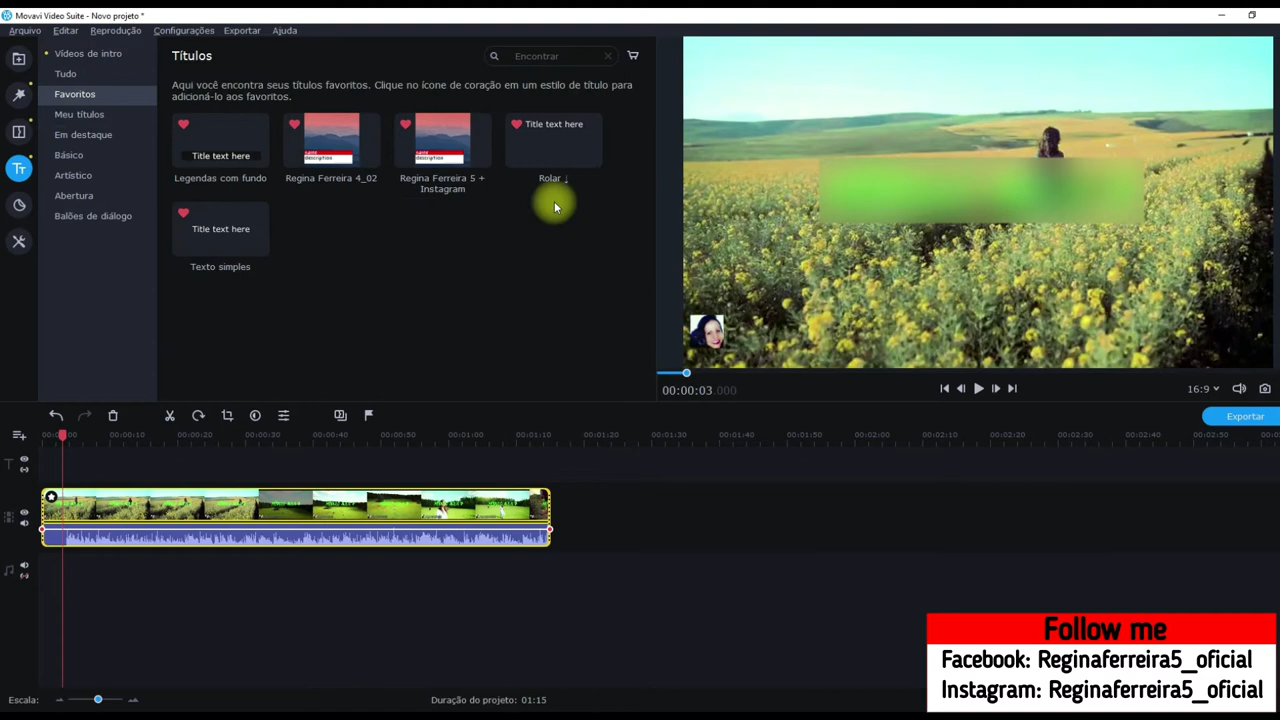 Movavi Video Suite - Novo projeto *
Arquivo Editar Reprodução Configurações Exportar Ajuda
Vídeos de intro
Tudo
Favoritos
Meu títulos
Em destaque
Básico
Artístico
Abertura
Balões de diálogo
Títulos
Encontrar
Aqui você encontra seus títulos favoritos. Clique no ícone de coração em um estilo de título para
adicioná-lo aos favoritos.
Title text here
Legendas com fundo
description
Regina Ferreira 4_02
description
Regina Ferreira 5 +
Instagram
Title text here
Rolar ↓
Title text here
Texto simples
00:00:03.000
16:9
Exportar
00:00:10 00:00:20 00:00:30 00:00:40 00:00:50 00:01:00 00:01:10 00:01:20 00:01:30 00:01:40 00:01:50 00:02:00 00:02:10 00:02:20 00:02:30 00:02:40 00:02:50
Escala:
Duração do projeto: 01:15
Follow me
Facebook: Reginaferreira5_oficial
Instagram: Reginaferreira5_oficial